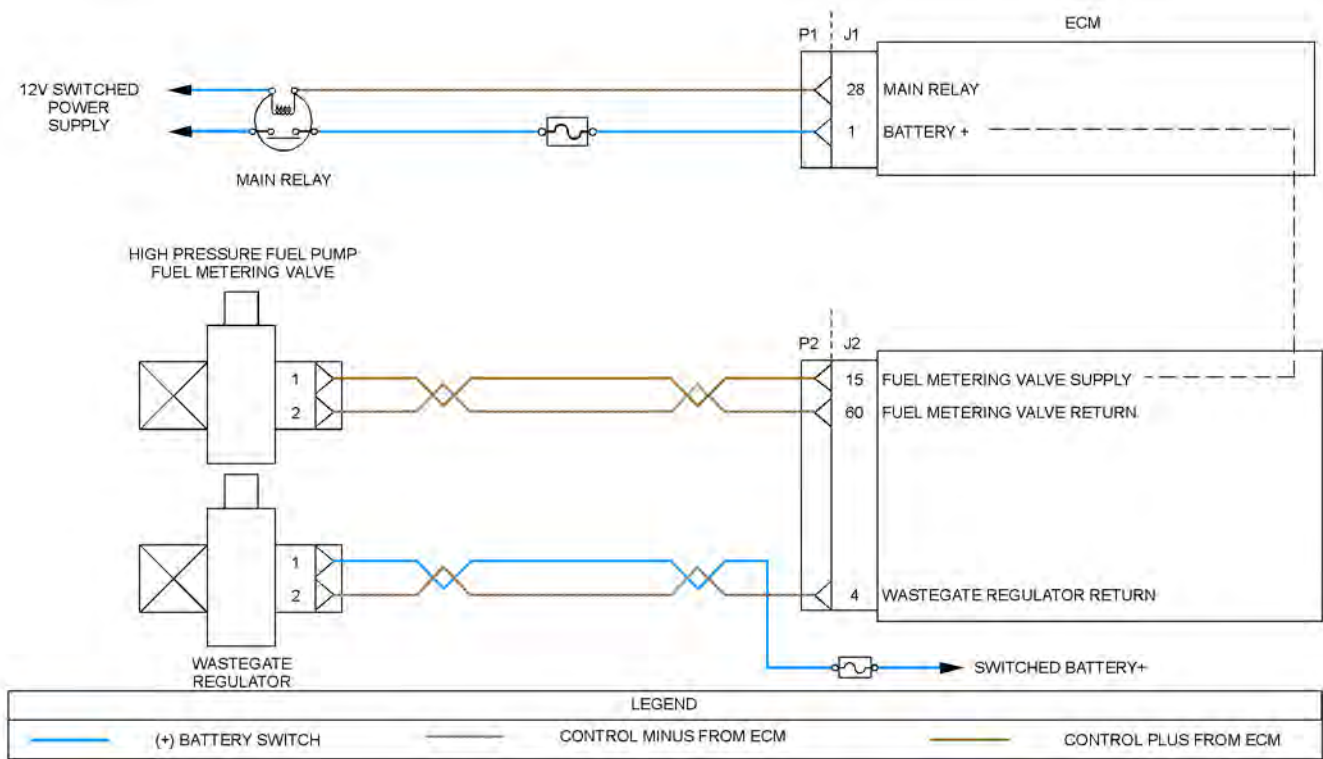 ECM
P1 J1
12V SWITCHED
POWER
SUPPLY
28 MAIN RELAY
1 BATTERY +
MAIN RELAY
HIGH PRESSURE FUEL PUMP
FUEL METERING VALVE
P2 J2
1
2
15 FUEL METERING VALVE SUPPLY
60 FUEL METERING VALVE RETURN
1
2
4 WASTEGATE REGULATOR RETURN
WASTEGATE
REGULATOR
SWITCHED BATTERY+
LEGEND
(+) BATTERY SWITCH CONTROL MINUS FROM ECM CONTROL PLUS FROM ECM